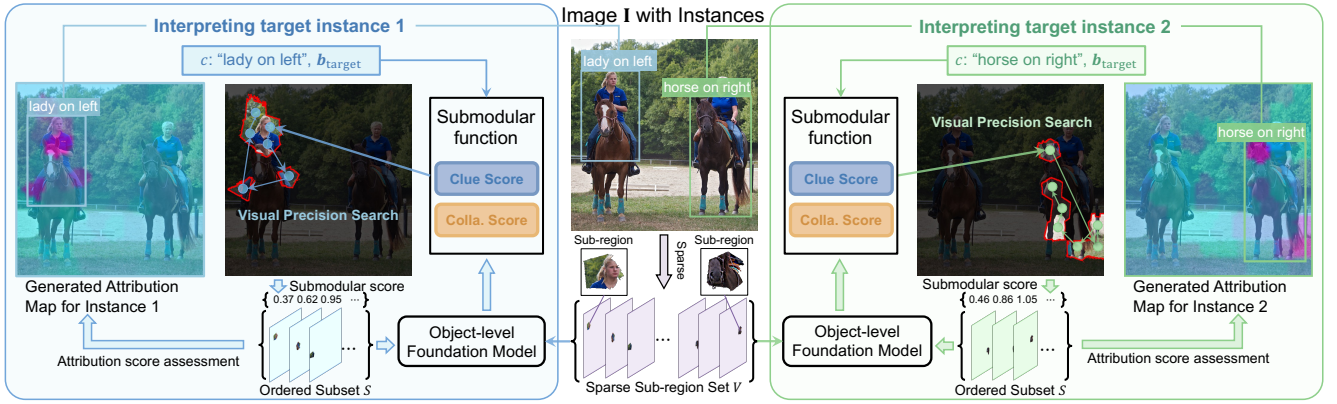 Image I with Instances
Interpreting target instance 1
c: "lady on left", b_target
lady on left
Submodular
function
Clue Score
Colla. Score
Visual Precision Search
Generated Attribution
Map for Instance 1
Submodular score
{ 0.37 0.62 0.95 ... }
Attribution score assessment
Ordered Subset S
Object-level
Foundation Model
lady on left
horse on right
Sub-region
Sparse
Sub-region
...
Sparse Sub-region Set V
Interpreting target instance 2
c: "horse on right", b_target
Submodular
function
Clue Score
Colla. Score
Visual Precision Search
horse on right
Submodular score
{ 0.46 0.86 1.05 ... }
Generated Attribution
Map for Instance 2
Object-level
Foundation Model
Ordered Subset S
Attribution score assessment